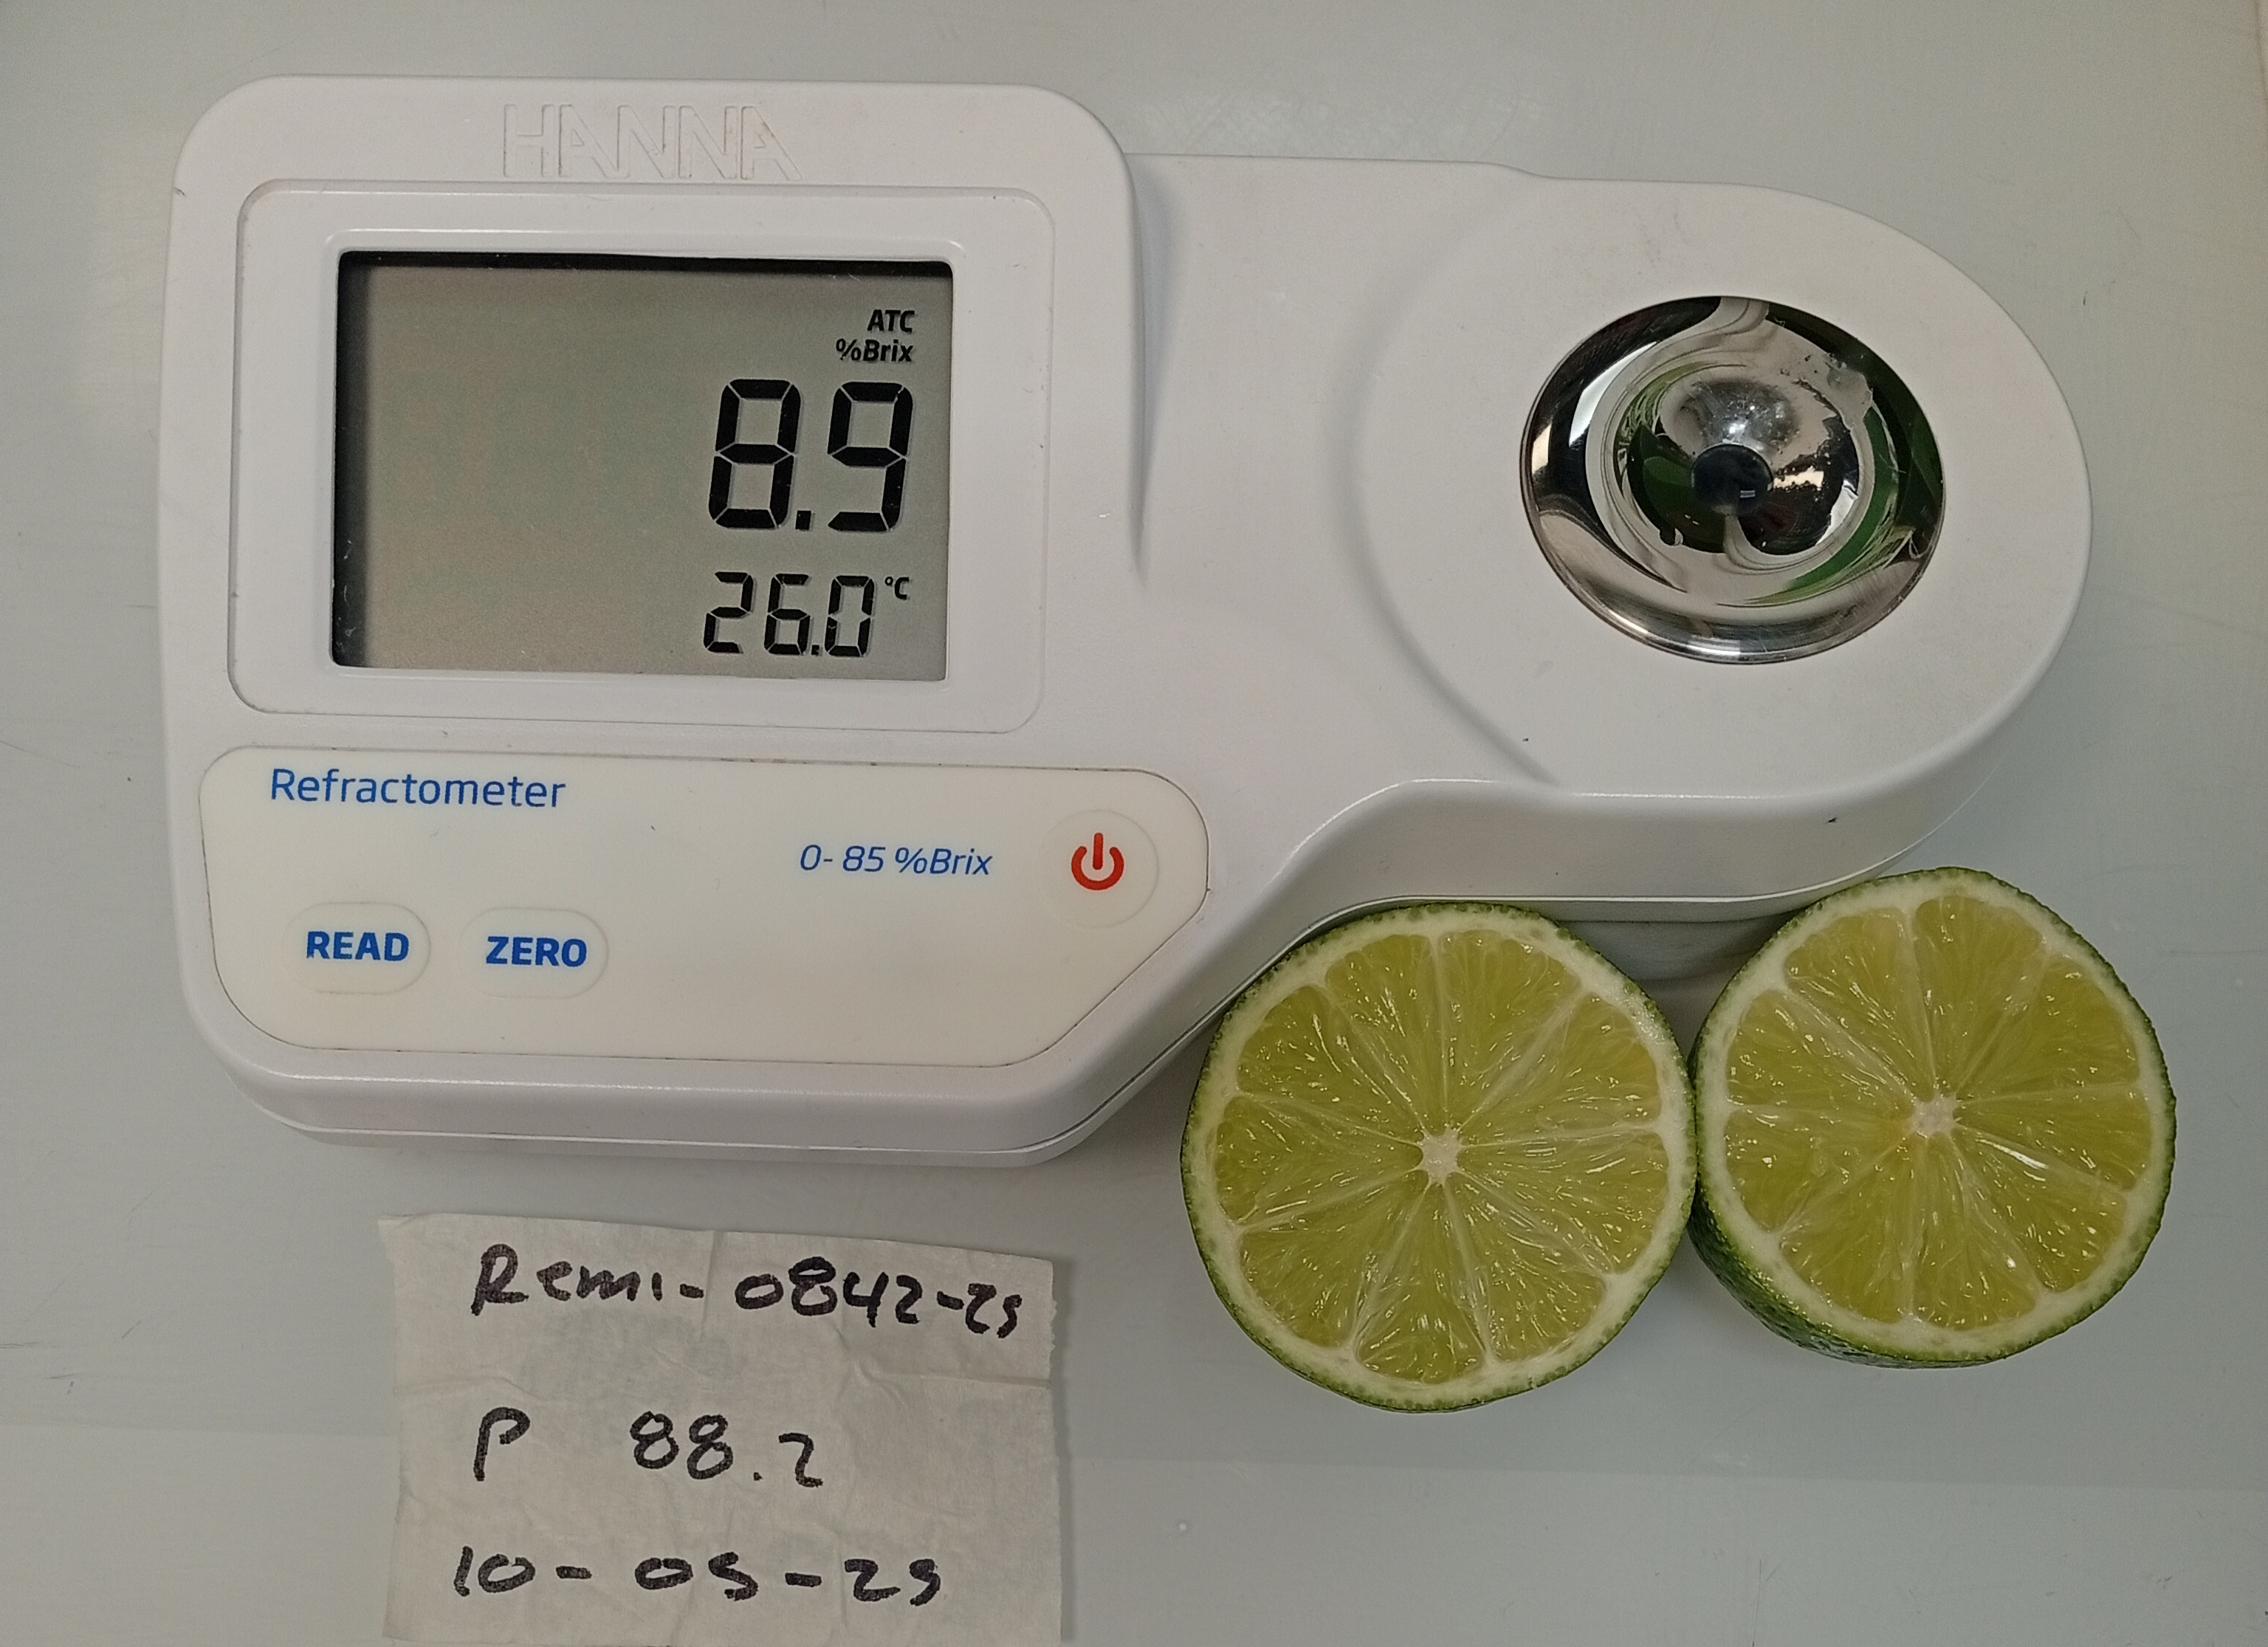 HANNA
ATC
%Brix
8.9
26.0 °C
Refractometer
0-85 %Brix
READ
ZERO
Remi-0842-25
P 88.2
10-05-25